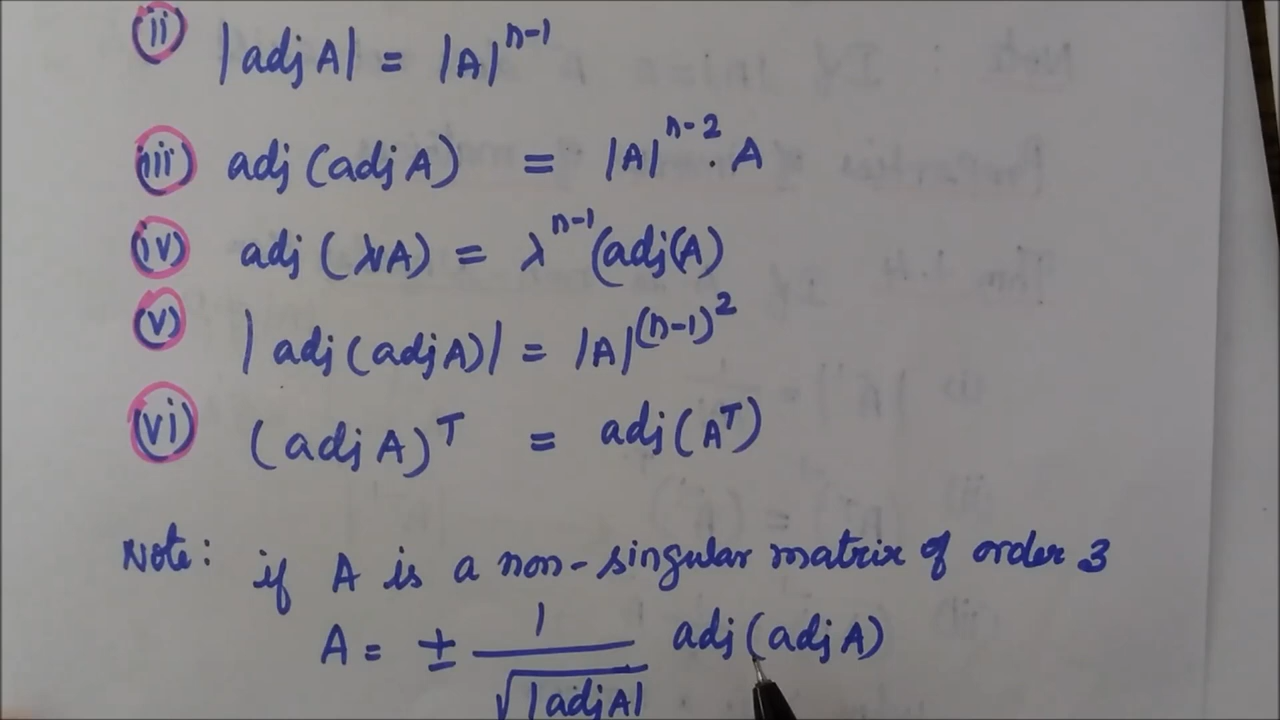 (ii) |adj A| = |A|^{n-1}
(iii) adj (adj A) = |A|^{n-2} . A
(iv) adj (λA) = λ^{n-1} (adj(A)
(v) |adj (adj A)| = |A|^{(n-1)^2}
(vi) (adj A)^T = adj (A^T)
Note: if A is a non-singular matrix of order 3
A = ± 1/√|adj A| adj (adj A)